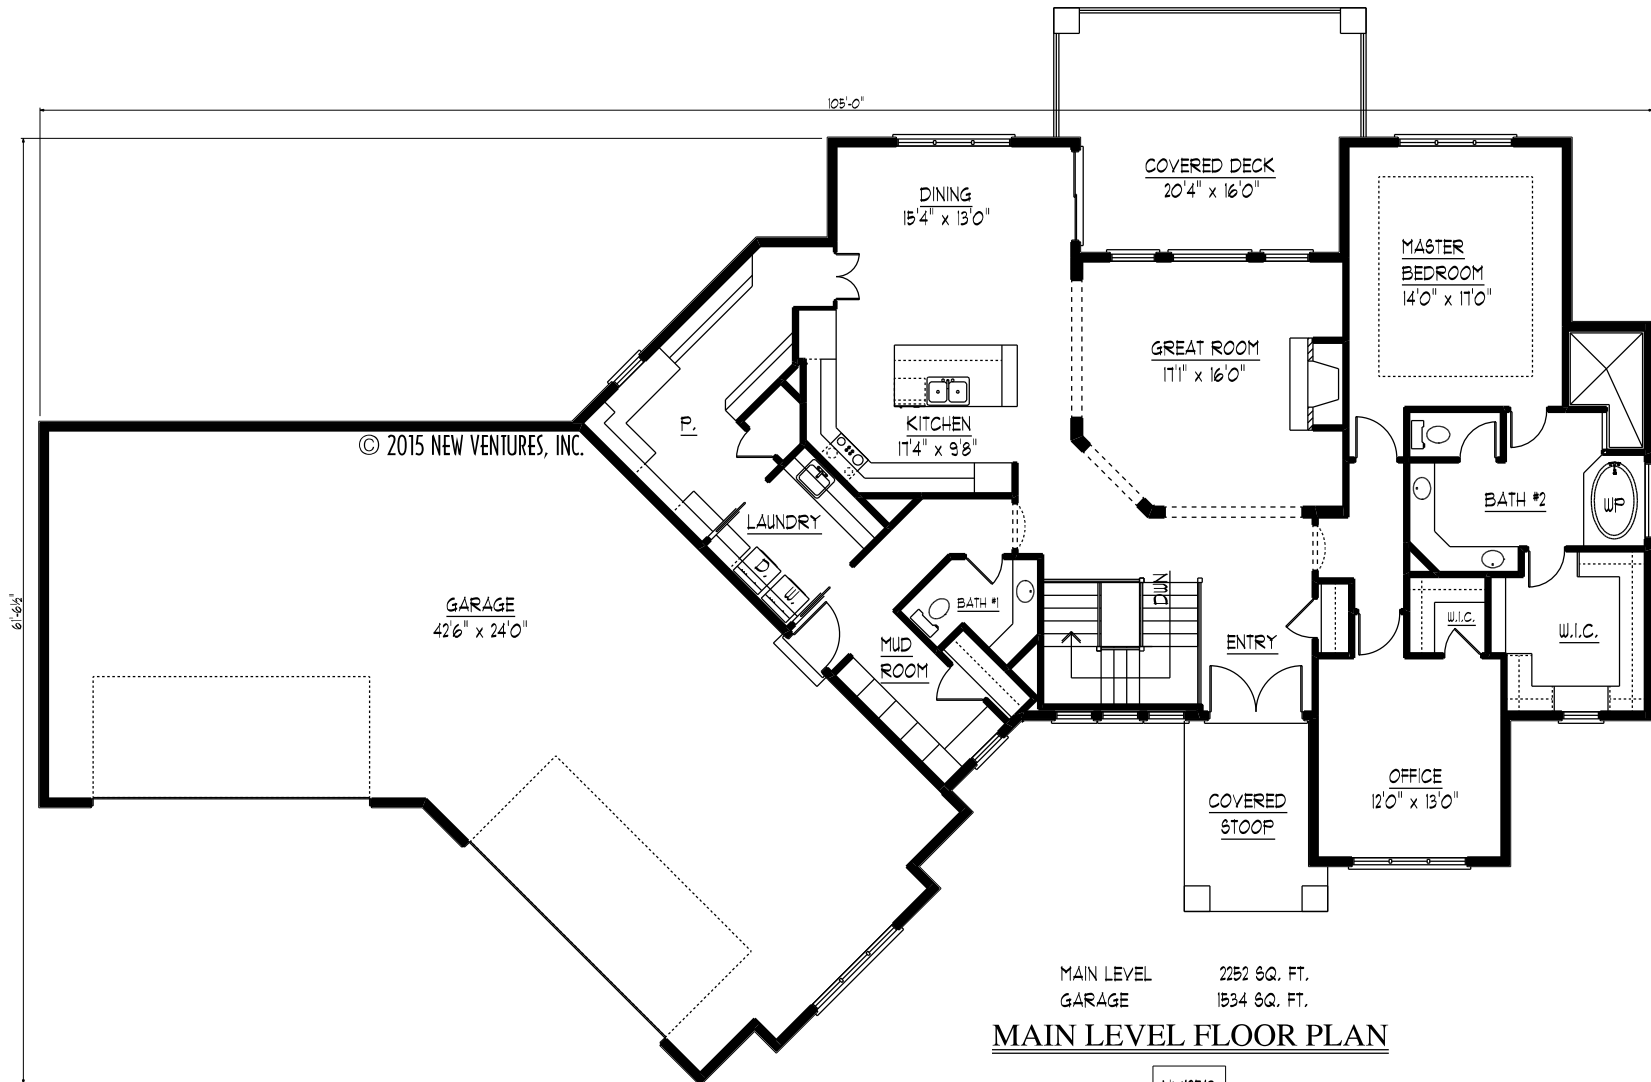 105'-0"
COVERED DECK
20'4" x 16'0"
DINING
15'4" x 13'0"
MASTER
BEDROOM
14'0" x 17'0"
GREAT ROOM
17'1" x 16'0"
P.
KITCHEN
17'4" x 9'8"
© 2015 NEW VENTURES, INC.
LAUNDRY
BATH #2
WP
D.
W.
DWN
GARAGE
42'6" x 24'0"
61'-6½"
BATH #1
MUD
ROOM
ENTRY
W.I.C.
W.I.C.
OFFICE
12'0" x 13'0"
COVERED
STOOP
MAIN LEVEL 2252 SQ. FT.
GARAGE 1534 SQ. FT.
MAIN LEVEL FLOOR PLAN